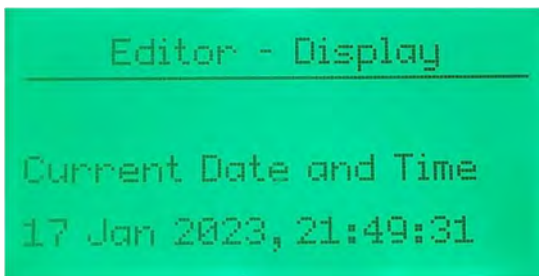 Editor - Display
Current Date and Time
17 Jan 2023, 21:49:31